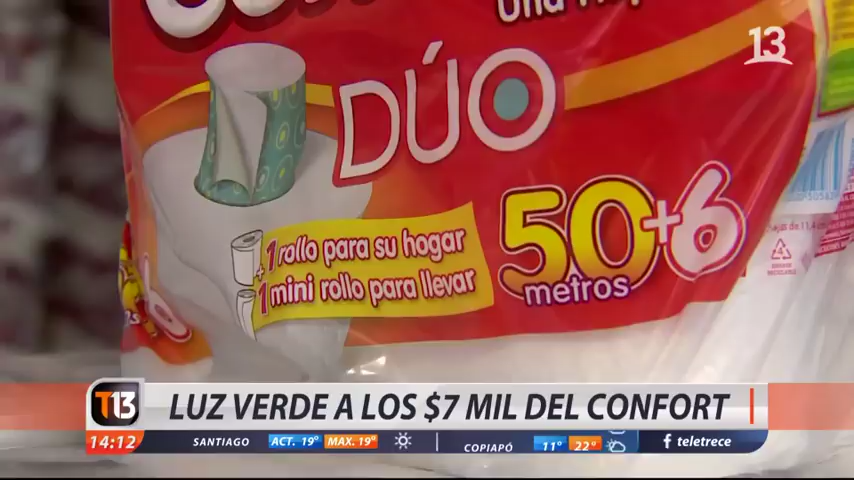 Una
13
DÚO
50+6
metros
+1 rollo para su hogar
1 mini rollo para llevar
T13
LUZ VERDE A LOS $7 MIL DEL CONFORT
14:12
SANTIAGO
ACT. 19°
MAX. 19°
COPIAPÓ
11°
22°
f teletrece